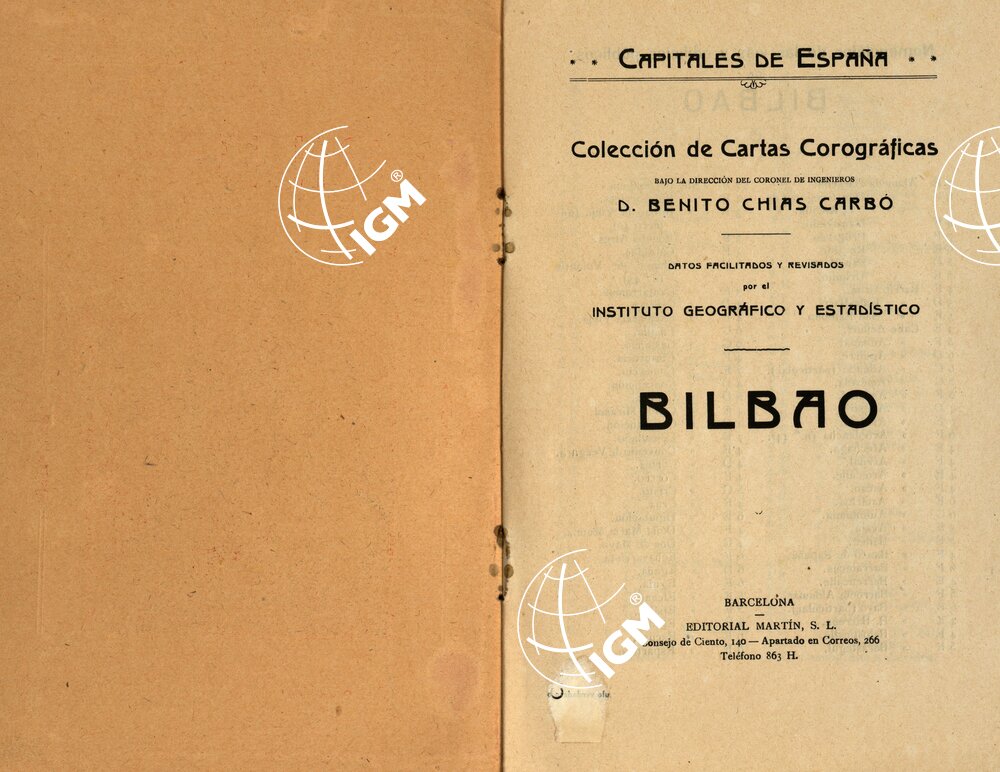 CAPITALES DE ESPAÑA
Colección de Cartas Corográficas
BAJO LA DIRECCIÓN DEL CORONEL DE INGENIEROS
D. BENITO CHIAS CARBÓ
DATOS FACILITADOS Y REVISADOS
por el
INSTITUTO GEOGRÁFICO Y ESTADÍSTICO
BILBAO
BARCELONA
EDITORIAL MARTÍN, S. L.
Consejo de Ciento, 140 — Apartado en Correos, 266
Teléfono 863 H.
IGM®
IGM®